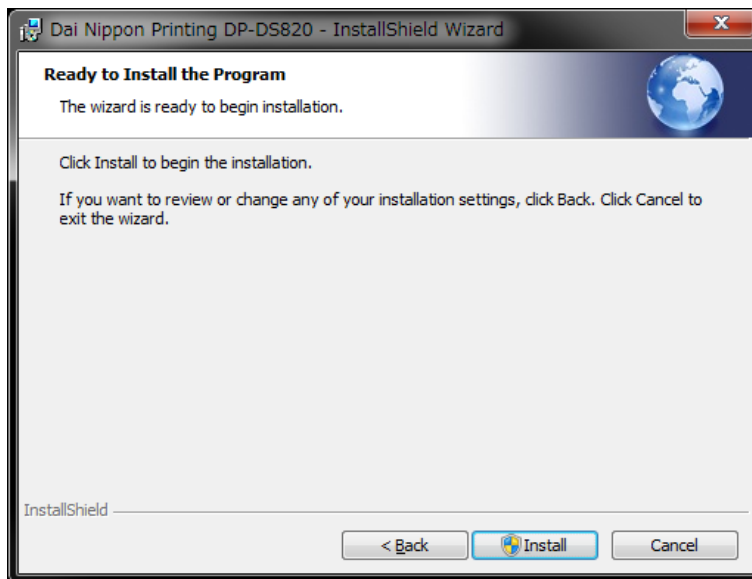 Dai Nippon Printing DP-DS820 - InstallShield Wizard
Ready to Install the Program
The wizard is ready to begin installation.
Click Install to begin the installation.
If you want to review or change any of your installation settings, click Back. Click Cancel to
exit the wizard.
InstallShield
< Back
Install
Cancel